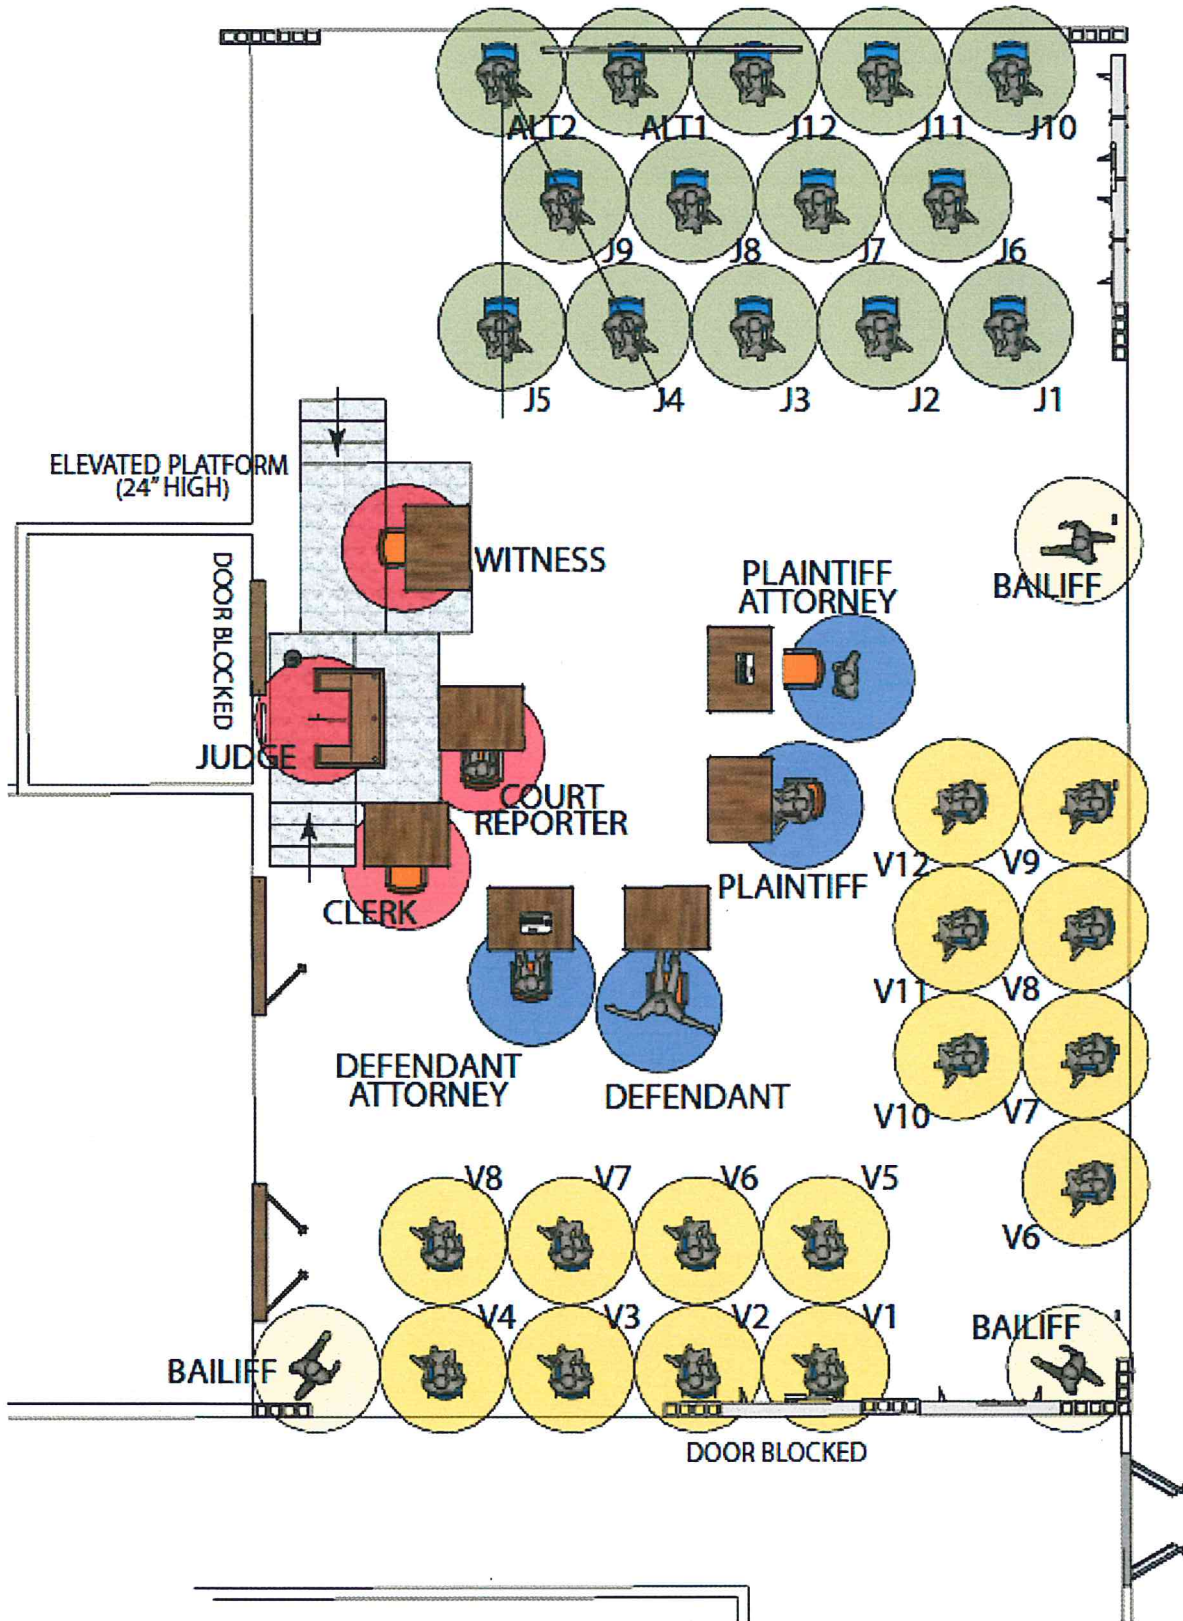 ALT2 ALT1 J12 J11 J10
J9 J8 J7 J6
J5 J4 J3 J2 J1
ELEVATED PLATFORM
(24" HIGH)
WITNESS
DOOR BLOCKED
PLAINTIFF
ATTORNEY
BAILIFF
JUDGE
COURT
REPORTER
PLAINTIFF
CLERK
V12 V9
V11 V8
V10 V7
V6
DEFENDANT
ATTORNEY
DEFENDANT
V8 V7 V6 V5
V4 V3 V2 V1
BAILIFF
BAILIFF
DOOR BLOCKED